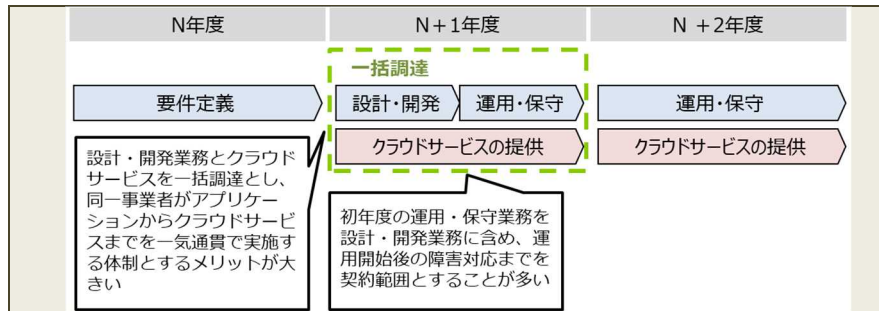 N年度
N+1年度
N +2年度
一括調達
要件定義
設計・開発
運用・保守
運用・保守
クラウドサービスの提供
クラウドサービスの提供
設計・開発業務とクラウド
サービスを一括調達とし、
同一事業者がアプリケー
ションからクラウドサービ
スまでを一気通貫で実施す
る体制とするメリットが大
きい
初年度の運用・保守業務を
設計・開発業務に含め、運
用開始後の障害対応までを
契約範囲とすることが多い